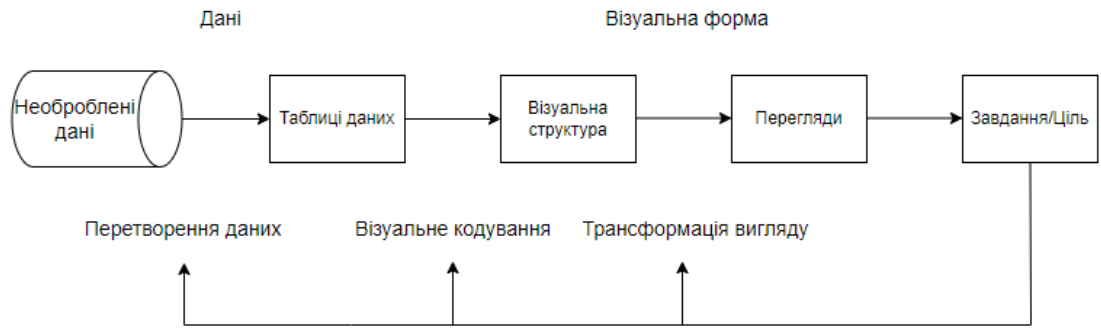 Дані
Візуальна форма
Необроблені
дані
Таблиці даних
Візуальна
структура
Перегляди
Завдання/Ціль
Перетворення даних
Візуальне кодування
Трансформація вигляду